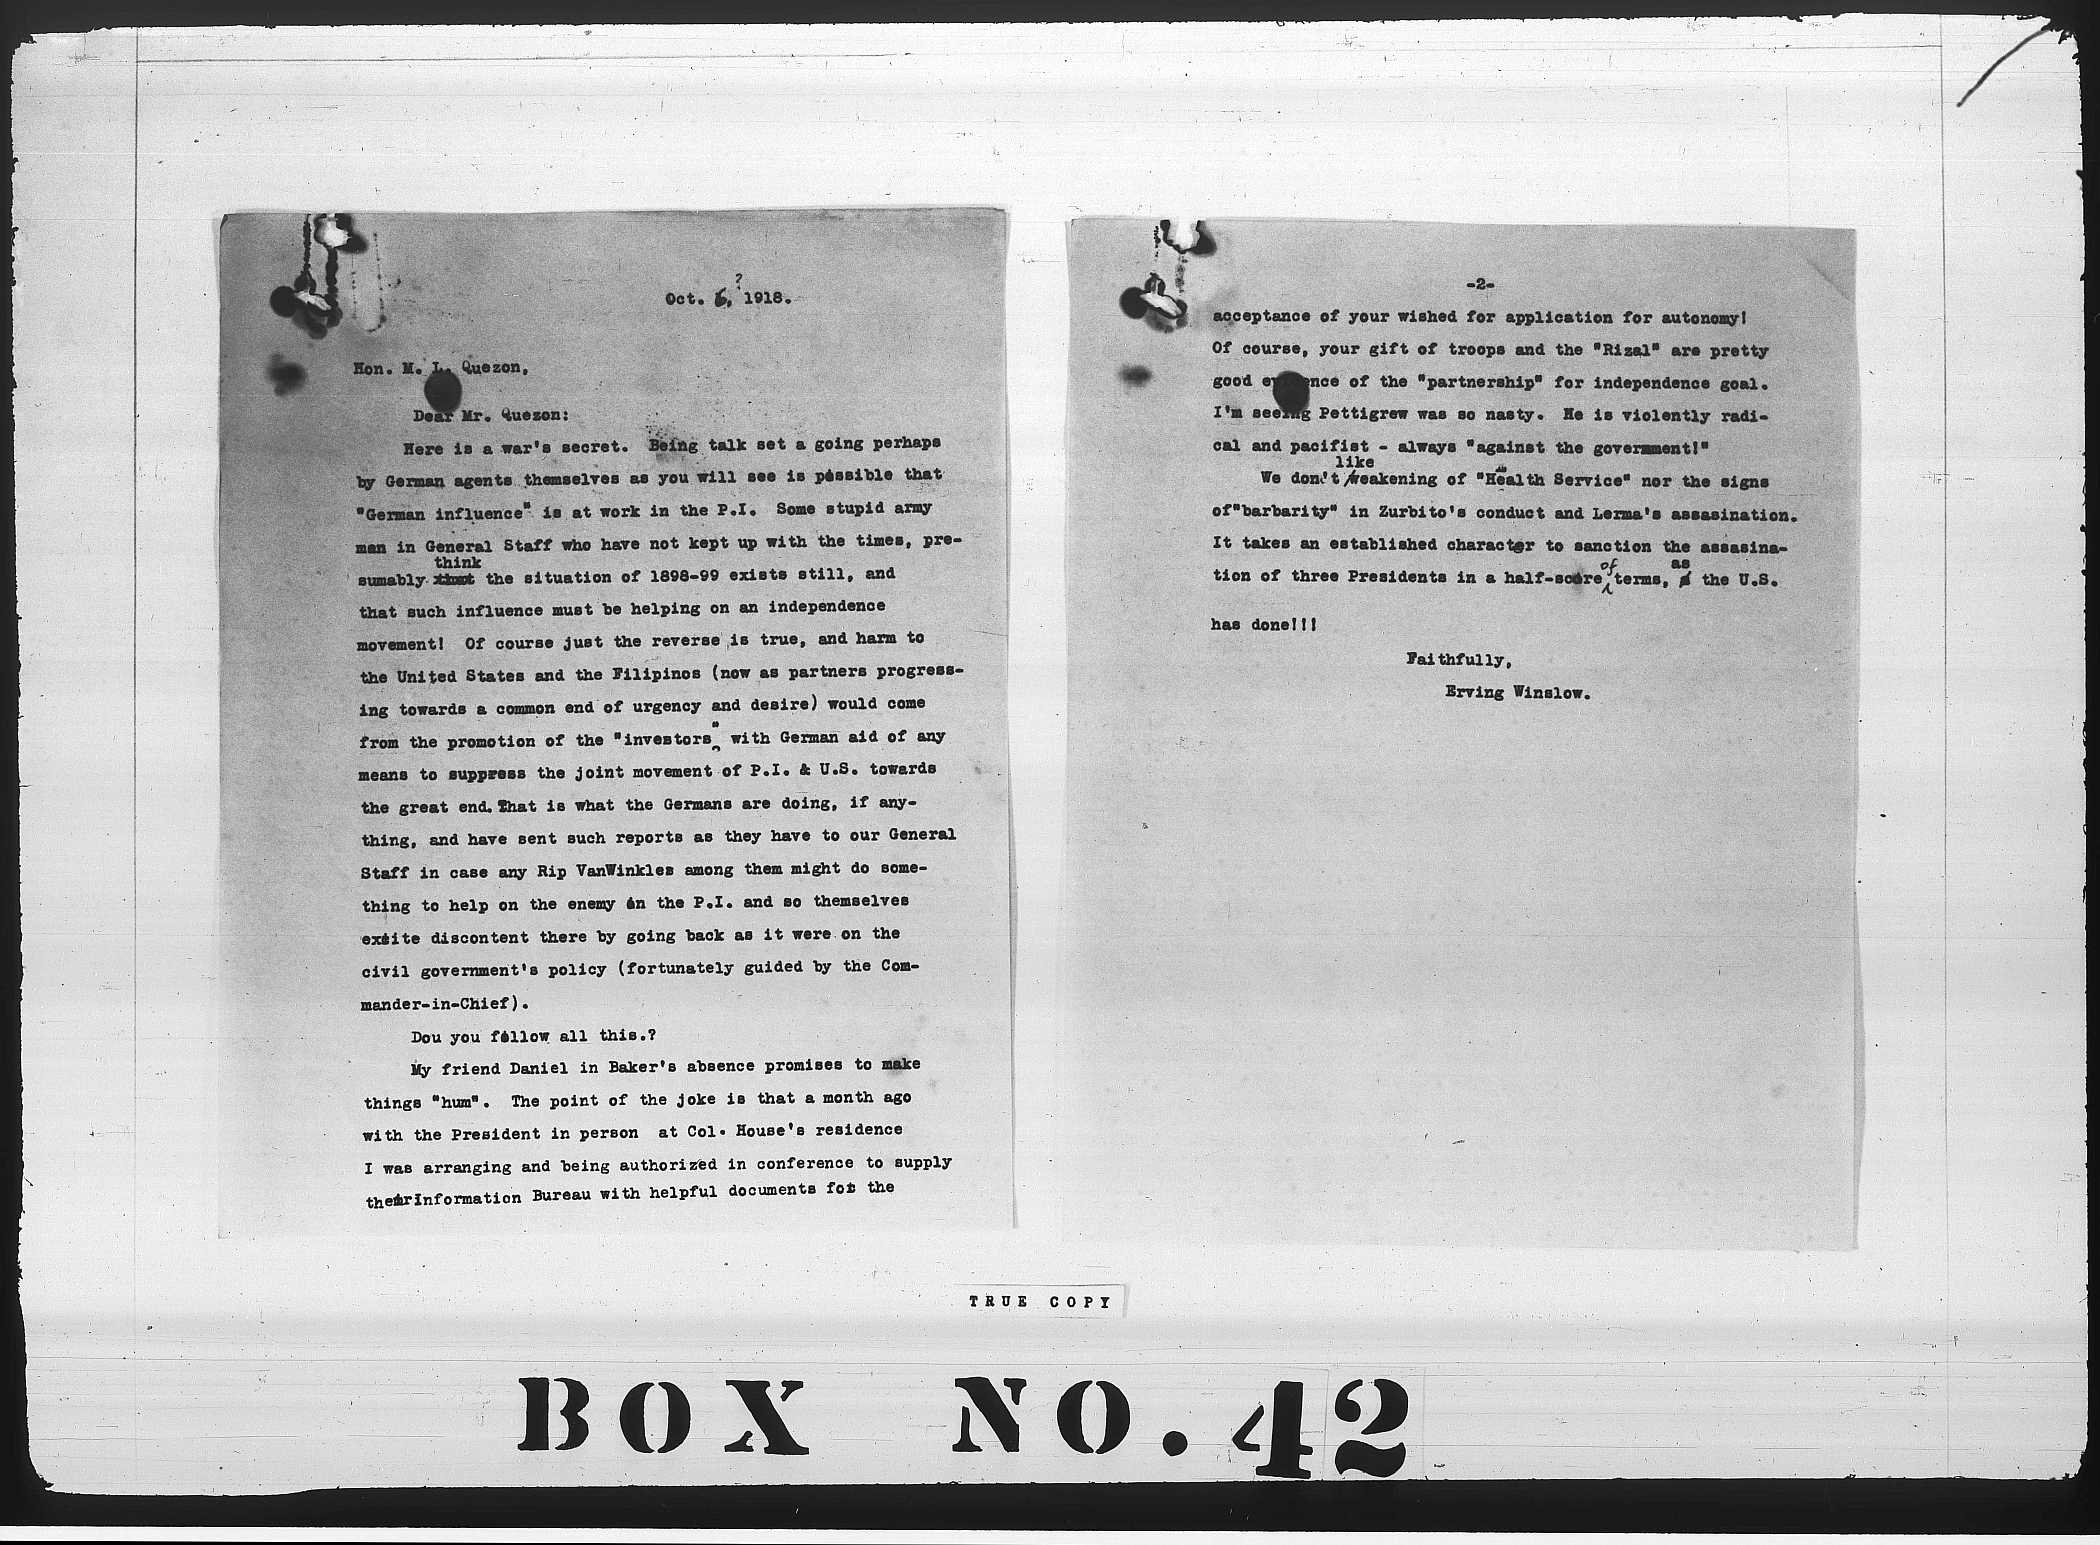 Oct. 6,? 1918.
Hon. M. L. Quezon,
Dear Mr. Quezon:
Here is a war's secret. Being talk set a going perhaps
by German agents themselves as you will see is possible that
"German influence" is at work in the P.I. Some stupid army
man in General Staff who have not kept up with the times, pre-
sumably think the situation of 1898-99 exists still, and
that such influence must be helping on an independence
movement! Of course just the reverse is true, and harm to
the United States and the Filipinos (now as partners progress-
ing towards a common end of urgency and desire) would come
from the promotion of the "investors" with German aid of any
means to suppress the joint movement of P.I. & U.S. towards
the great end. That is what the Germans are doing, if any-
thing, and have sent such reports as they have to our General
Staff in case any Rip VanWinkles among them might do some-
thing to help on the enemy in the P.I. and so themselves
exsite discontent there by going back as it were on the
civil government's policy (fortunately guided by the Com-
mander-in-Chief).
Dou you follow all this.?
My friend Daniel in Baker's absence promises to make
things "hum". The point of the joke is that a month ago
with the President in person at Col. House's residence
I was arranging and being authorized in conference to supply
their Information Bureau with helpful documents for the
-2-
acceptance of your wished for application for autonomy!
Of course, your gift of troops and the "Rizal" are pretty
good evidence of the "partnership" for independence goal.
I'm seeing Pettigrew was so nasty. He is violently radi-
cal and pacifist - always "against the government!"
We don't like weakening of "Health Service" nor the signs
of"barbarity" in Zurbito's conduct and Lerma's assasination.
It takes an established character to sanction the assasina-
tion of three Presidents in a half-score of terms, as the U.S.
has done!!!
Faithfully,
Erving Winslow.
TRUE COPY
BOX NO. 42